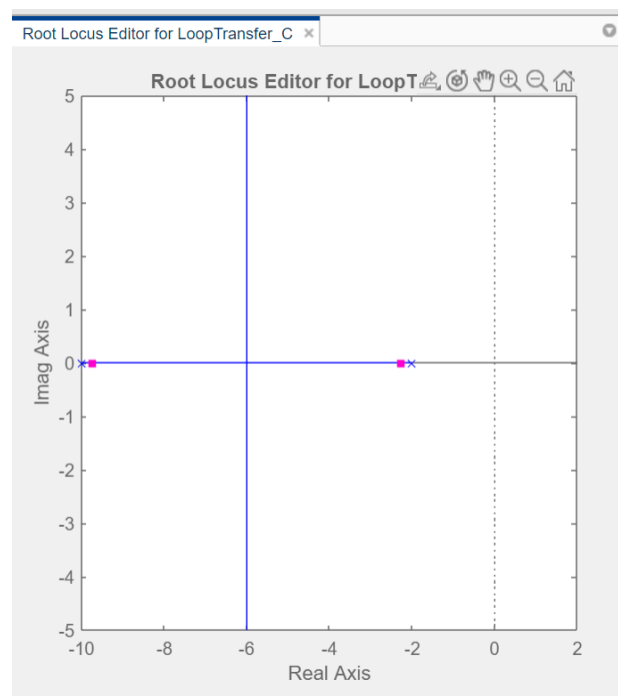 Root Locus Editor for LoopTransfer_C ×
Root Locus Editor for LoopT
5
4
3
2
1
0
-1
-2
-3
-4
-5
Imag Axis
-10 -8 -6 -4 -2 0 2
Real Axis